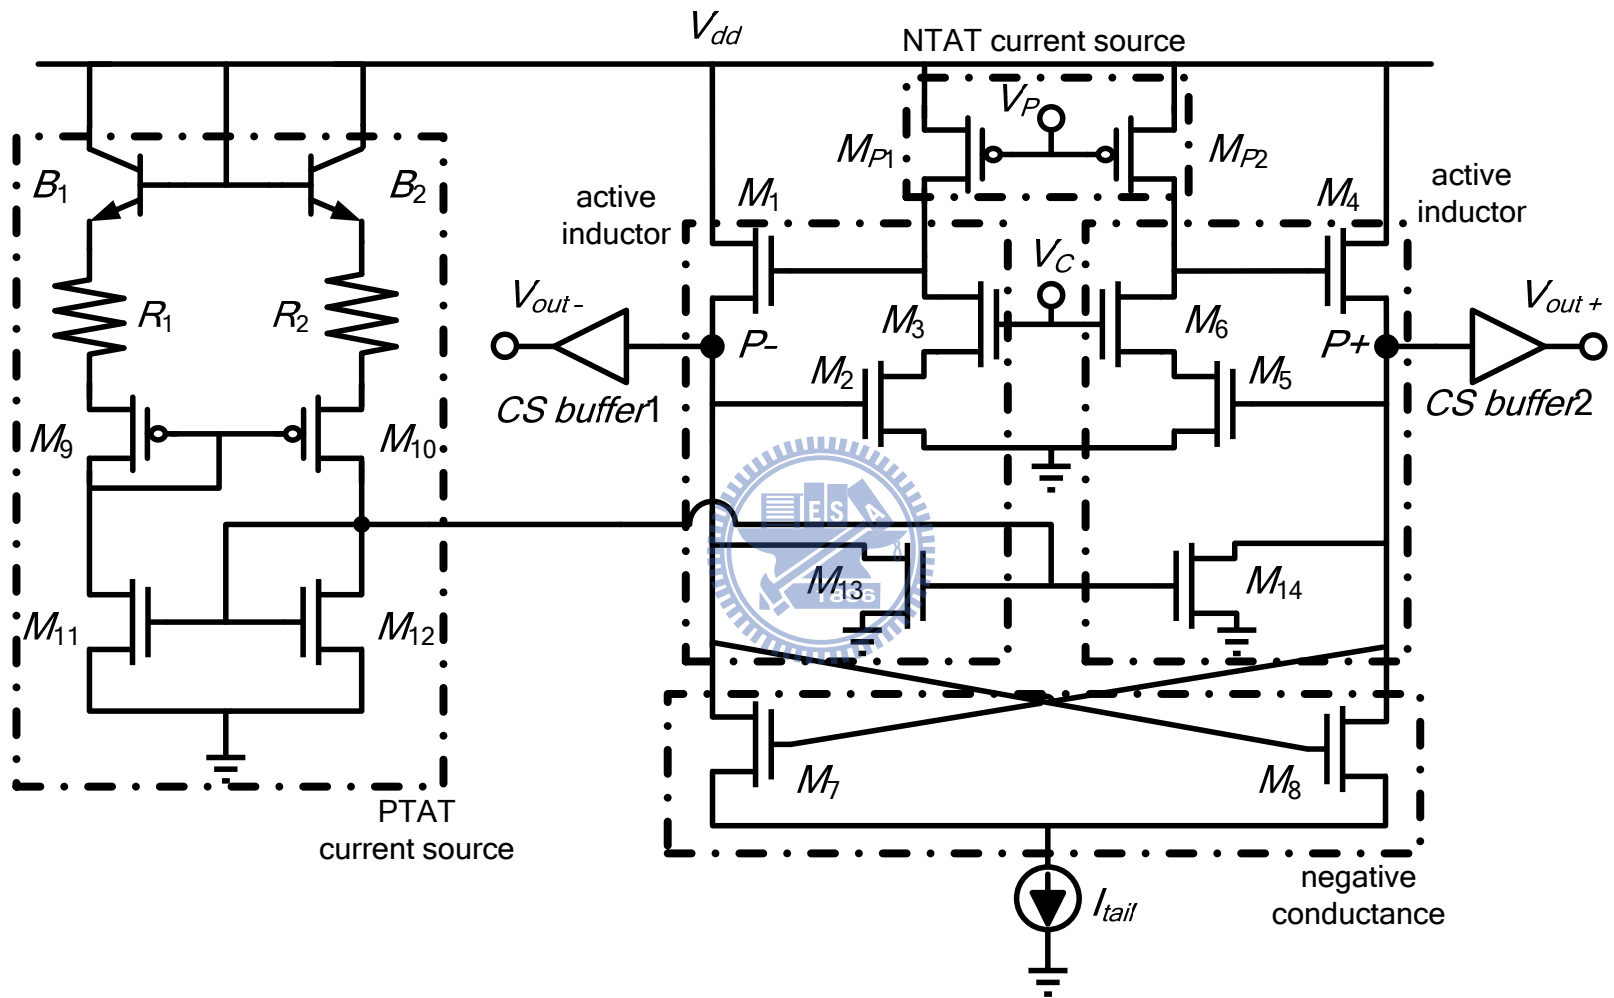 Vdd
NTAT current source
VP
MP1
MP2
B1
B2
active
inductor
M1
M4
active
inductor
VC
Vout-
R1
R2
P-
M3
M6
P+
Vout+
M2
M5
CS buffer1
CS buffer2
M9
M10
ESA
M13
M14
1896
M11
M12
M7
M8
PTAT
current source
negative
conductance
Itail